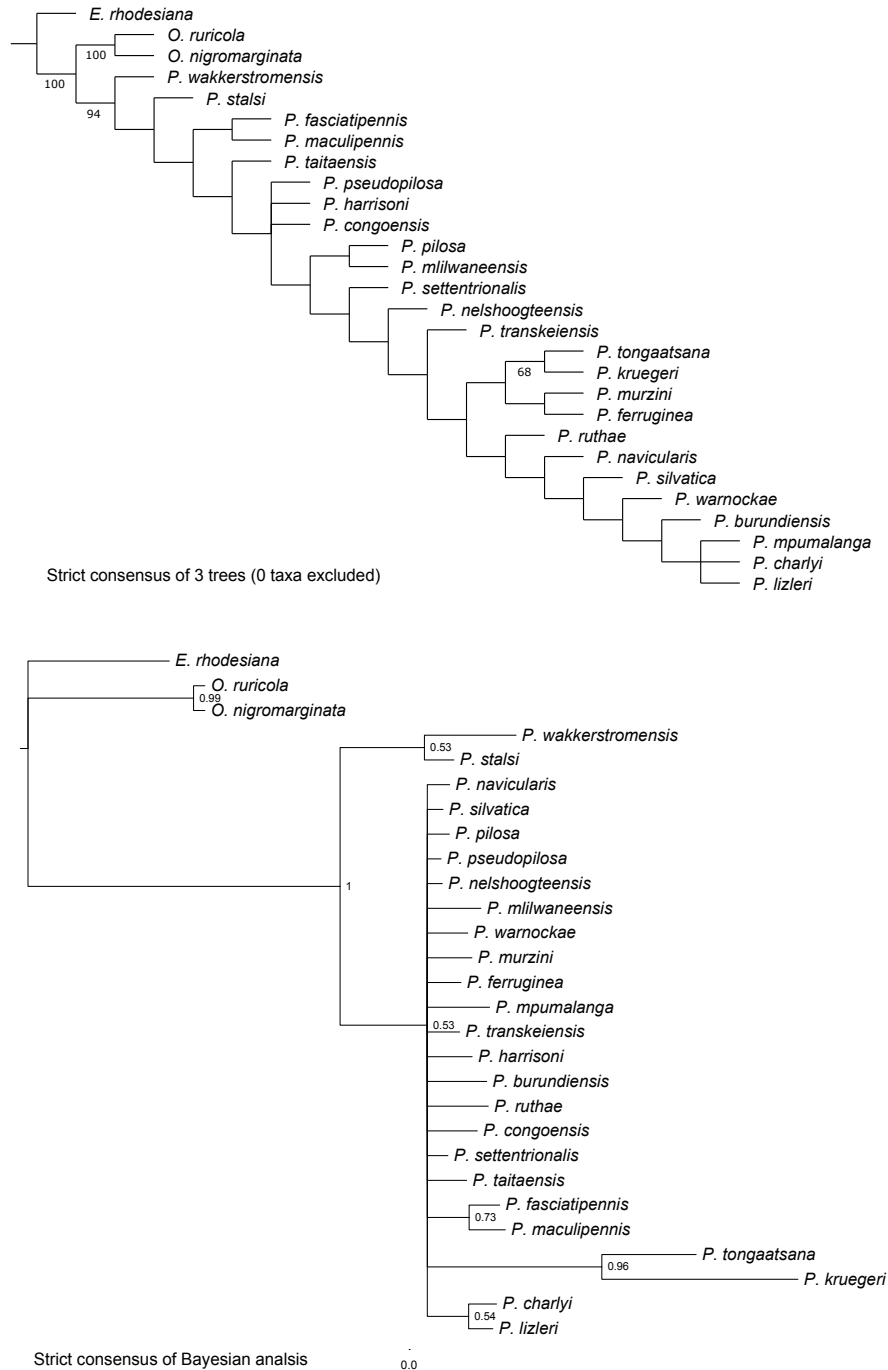 E. rhodesiana
O. ruricola
100
O. nigromarginata
P. wakkerstromensis
100
P. stalsi
94
P. fasciatipennis
P. maculipennis
P. taitaensis
P. pseudopilosa
P. harrisoni
P. congoensis
P. pilosa
P. mlilwaneensis
P. settentrionalis
P. nelshoogteensis
P. transkeiensis
P. tongaatsana
68
P. kruegeri
P. murzini
P. ferruginea
P. ruthae
P. navicularis
P. silvatica
P. warnockae
P. burundiensis
P. mpumalanga
P. charlyi
P. lizleri
Strict consensus of 3 trees (0 taxa excluded)
E. rhodesiana
O. ruricola
0.99
O. nigromarginata
P. wakkerstromensis
0.53
P. stalsi
P. navicularis
P. silvatica
P. pilosa
P. pseudopilosa
P. nelshoogteensis
1
P. mlilwaneensis
P. warnockae
P. murzini
P. ferruginea
P. mpumalanga
0.53
P. transkeiensis
P. harrisoni
P. burundiensis
P. ruthae
P. congoensis
P. settentrionalis
P. taitaensis
P. fasciatipennis
0.73
P. maculipennis
P. tongaatsana
0.96
P. kruegeri
P. charlyi
0.54
P. lizleri
Strict consensus of Bayesian analsis
0.0